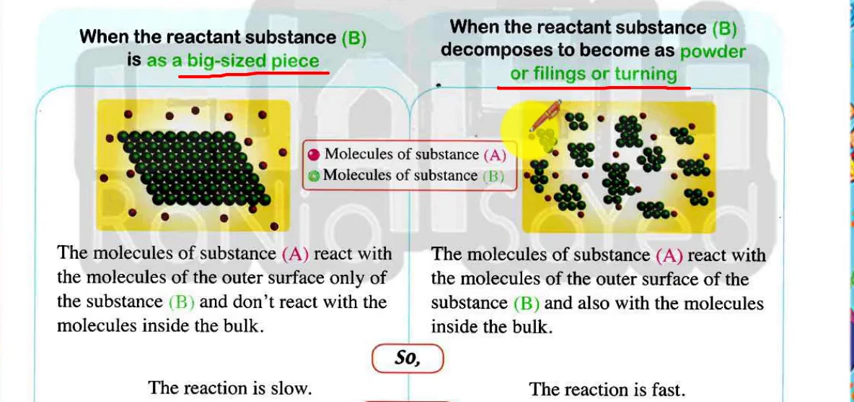 When the reactant substance (B)
is as a big-sized piece
When the reactant substance (B)
decomposes to become as powder
or filings or turning
Molecules of substance (A)
Molecules of substance (B)
The molecules of substance (A) react with
the molecules of the outer surface only of
the substance (B) and don't react with the
molecules inside the bulk.
The molecules of substance (A) react with
the molecules of the outer surface of the
substance (B) and also with the molecules
inside the bulk.
So,
The reaction is slow.
The reaction is fast.